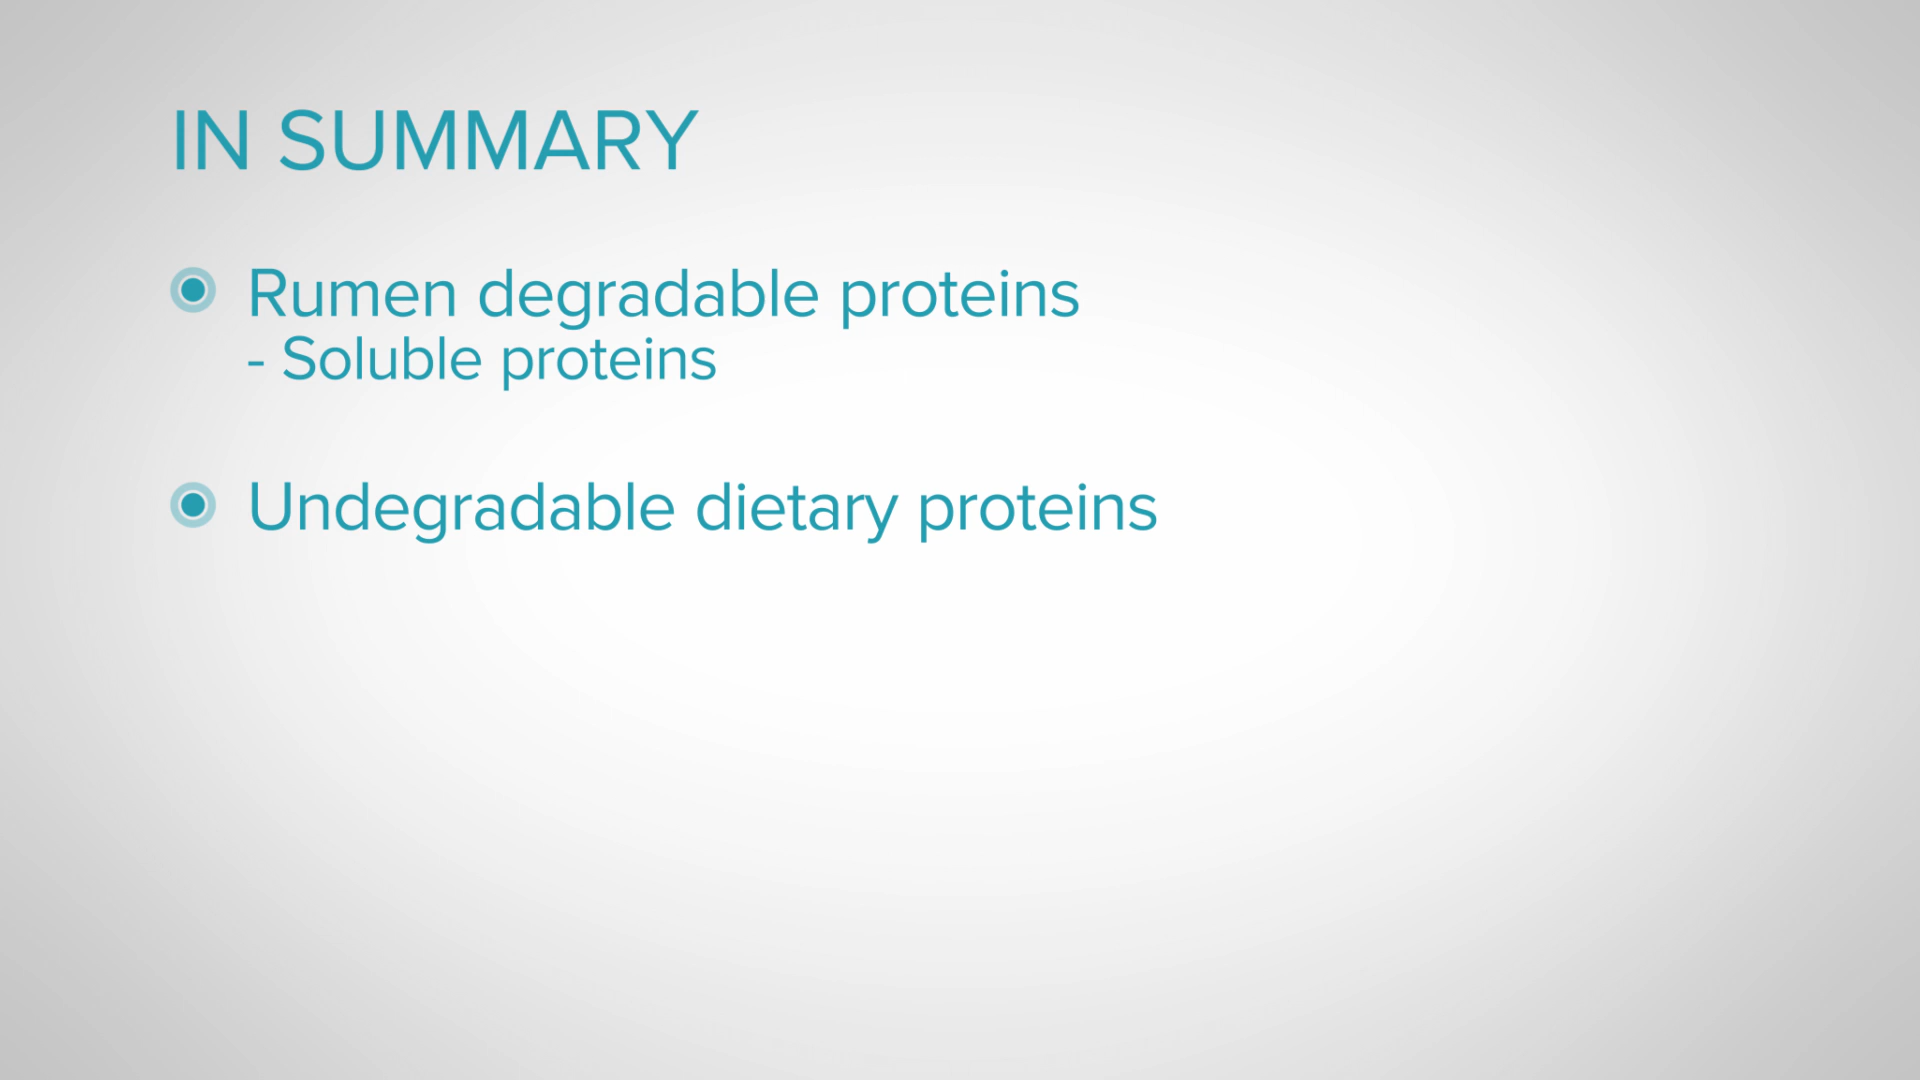 IN SUMMARY
Rumen degradable proteins
- Soluble proteins
Undegradable dietary proteins